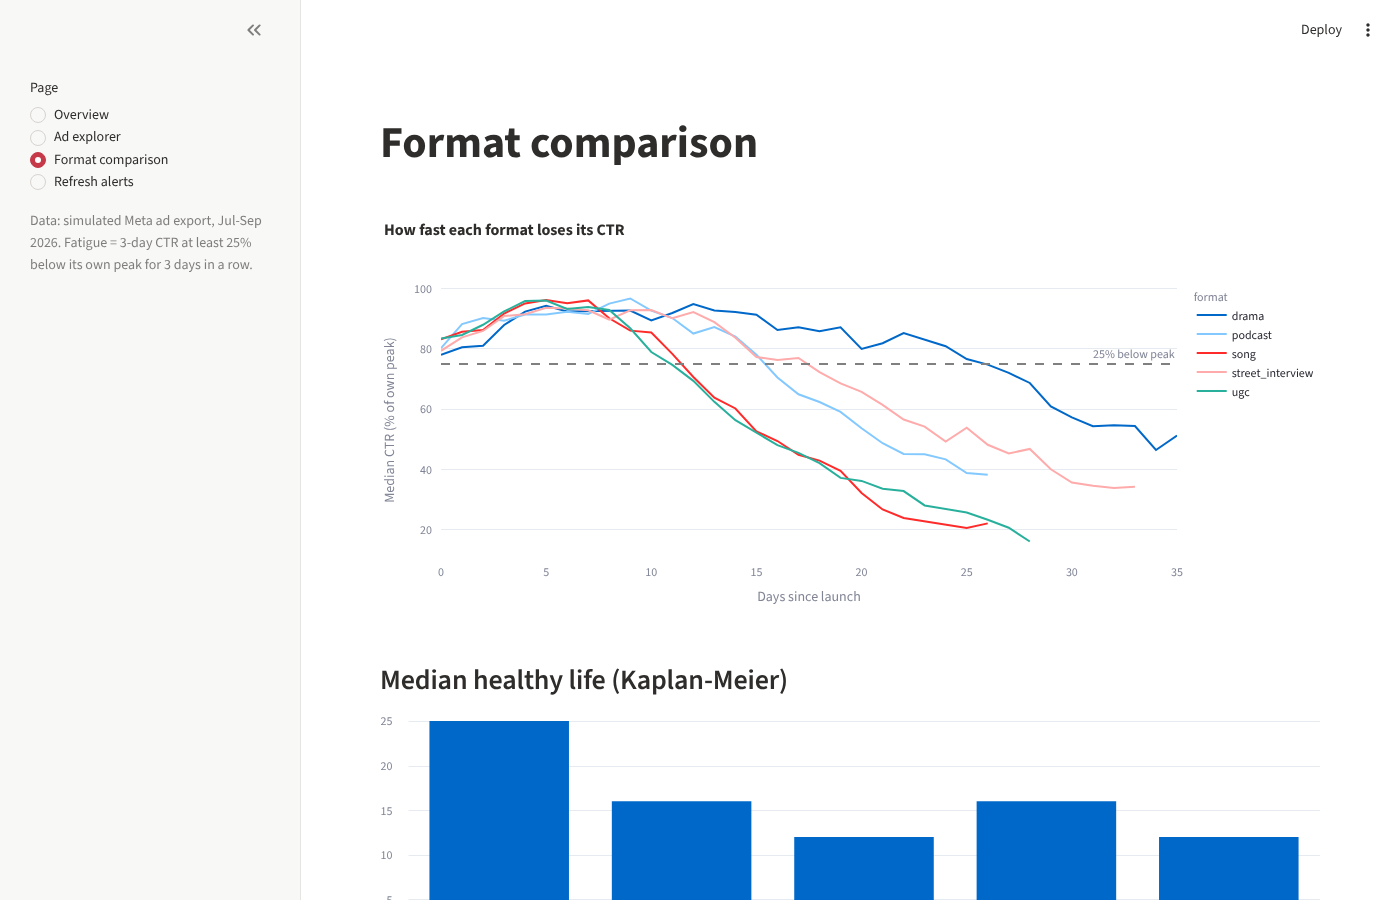 Deploy
Page
Overview
Ad explorer
Format comparison
Refresh alerts
Data: simulated Meta ad export, Jul-Sep
2026. Fatigue = 3-day CTR at least 25%
below its own peak for 3 days in a row.
Format comparison
How fast each format loses its CTR
Median CTR (% of own peak)
100
80
60
40
20
25% below peak
0 5 10 15 20 25 30 35
Days since launch
format
drama
podcast
song
street_interview
ugc
Median healthy life (Kaplan-Meier)
25
20
15
10
5